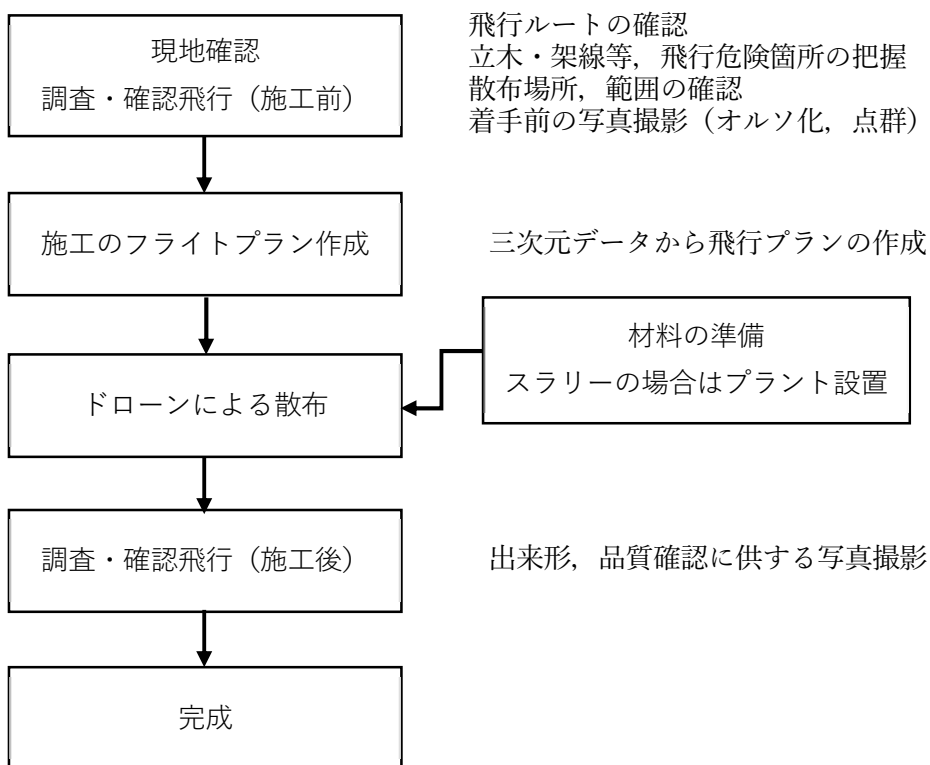 現地確認
調査・確認飛行（施工前）
飛行ルートの確認
立木・架線等，飛行危険箇所の把握
散布場所，範囲の確認
着手前の写真撮影（オルソ化，点群）
施工のフライトプラン作成
三次元データから飛行プランの作成
材料の準備
スラリーの場合はプラント設置
ドローンによる散布
調査・確認飛行（施工後）
出来形，品質確認に供する写真撮影
完成